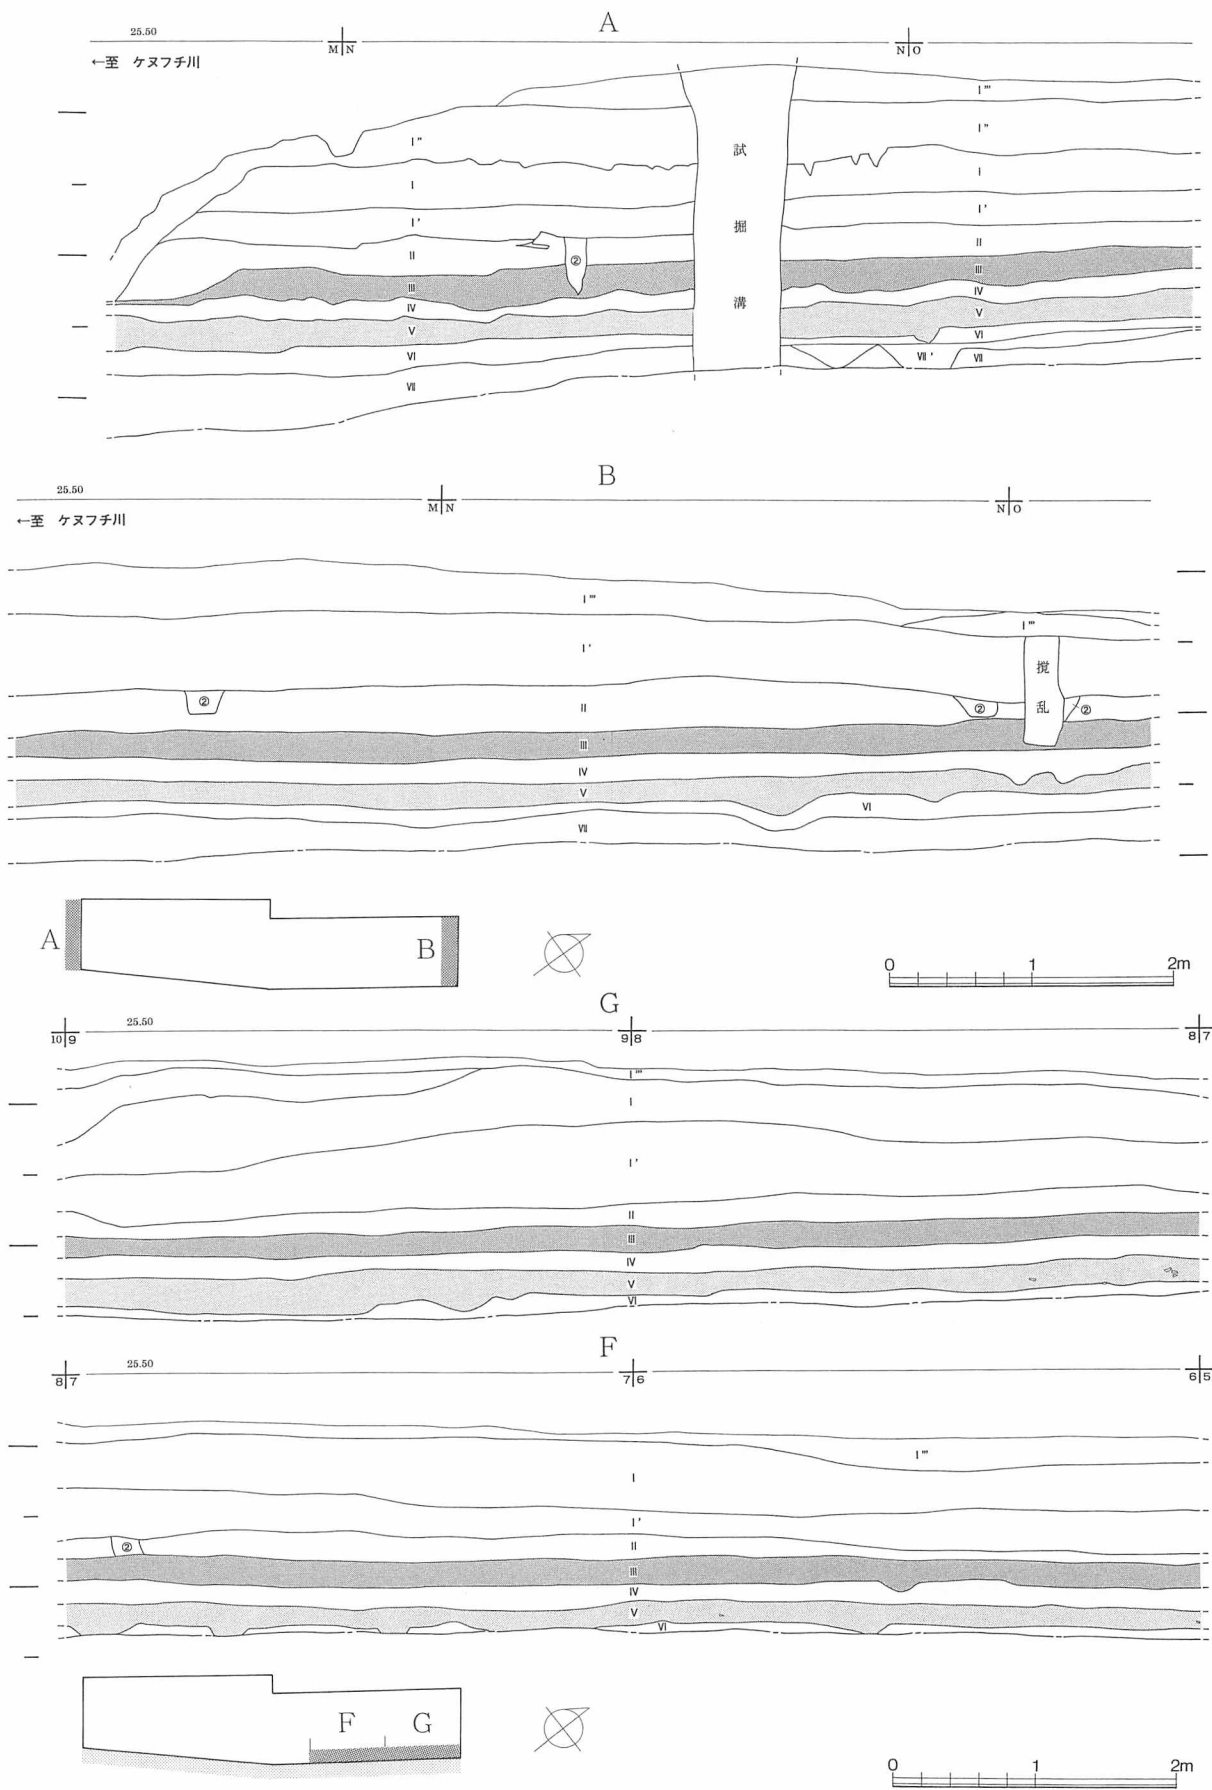 A
25.50
M N
N O
←至 ケヌフチ川
I'''
I'' I''
試
I I
I' I'
掘
II II
②
III III
溝
IV IV
V V
VI VI
VII VII' VII
B
25.50
M N
N O
←至 ケヌフチ川
I'''
I'''
I'
撹
乱
②
II
②
②
III
IV
V
VI
VII
A
B
0 1 2m
G
10 9
25.50
9 8
8 7
I'''
I
I'
II
III
IV
V
VI
F
8 7
25.50
7 6
6 5
I'''
I
I'
②
II
III
IV
V
VI
F G
0 1 2m